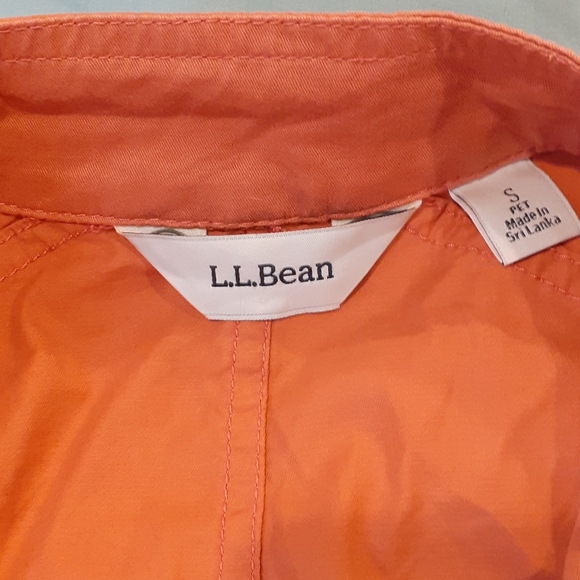 L.L.Bean
S
PET
Made in
Sri Lanka